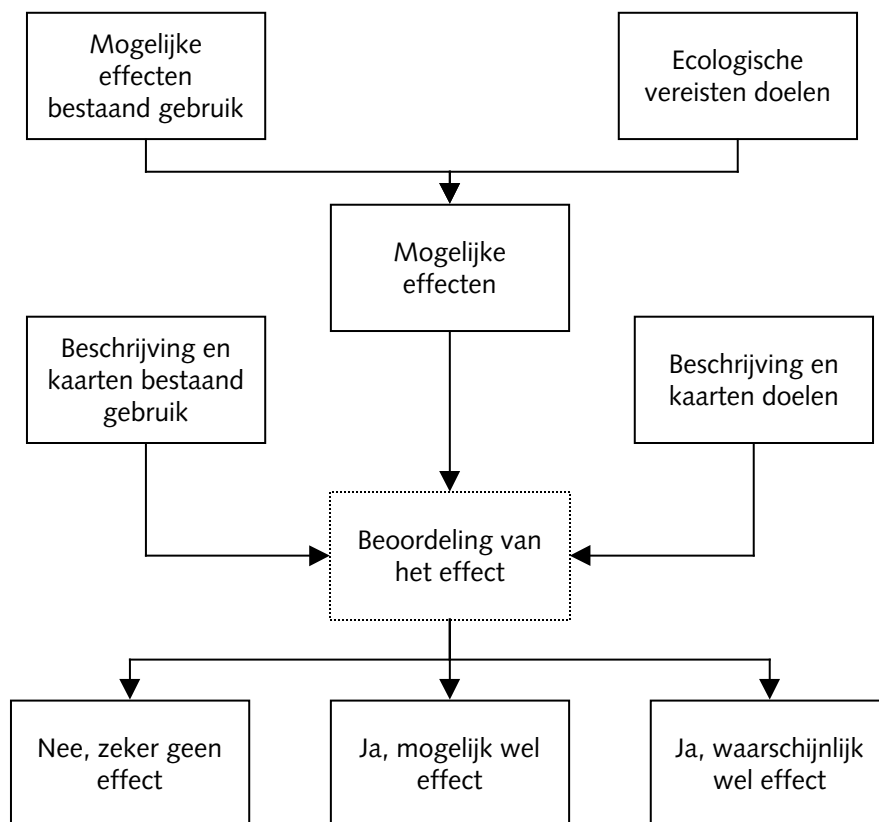 Mogelijke
effecten
bestaand gebruik
Ecologische
vereisten doelen
Mogelijke
effecten
Beschrijving en
kaarten bestaand
gebruik
Beschrijving en
kaarten doelen
Beoordeling van
het effect
Nee, zeker geen
effect
Ja, mogelijk wel
effect
Ja, waarschijnlijk
wel effect